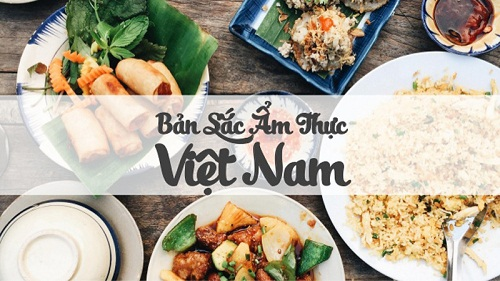 Bản Sắc Ẩm Thực
Việt Nam